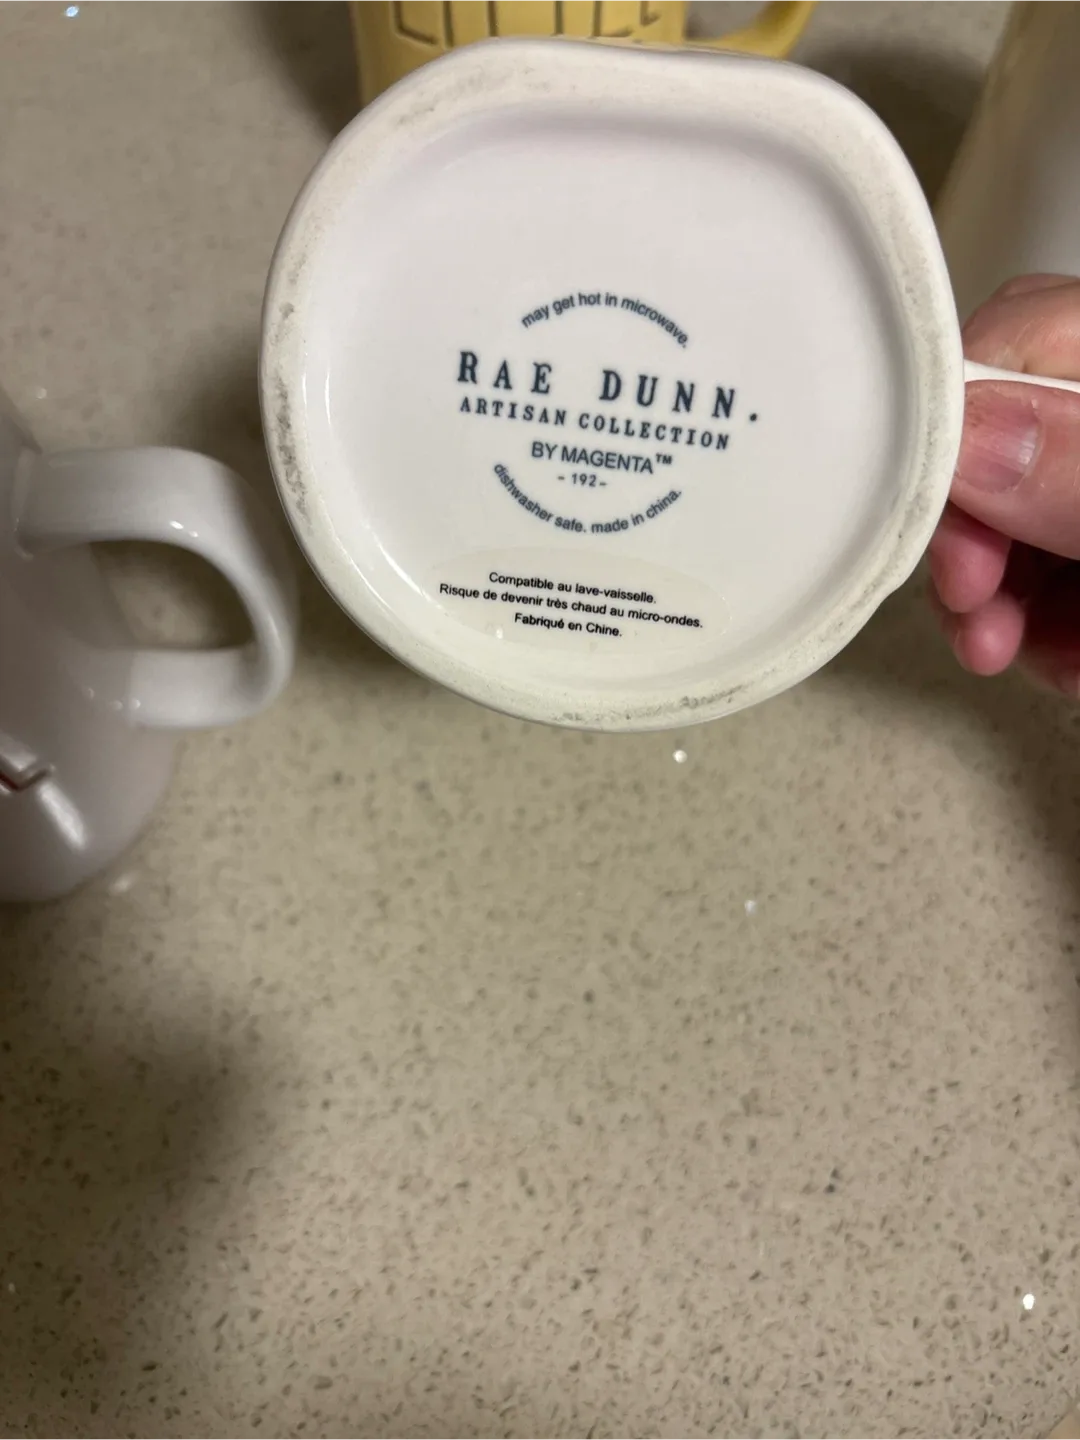 may get hot in microwave.
RAE DUNN.
ARTISAN COLLECTION
BY MAGENTA™
- 192 -
dishwasher safe. made in china.
Compatible au lave-vaisselle.
Risque de devenir très chaud au micro-ondes.
Fabriqué en Chine.